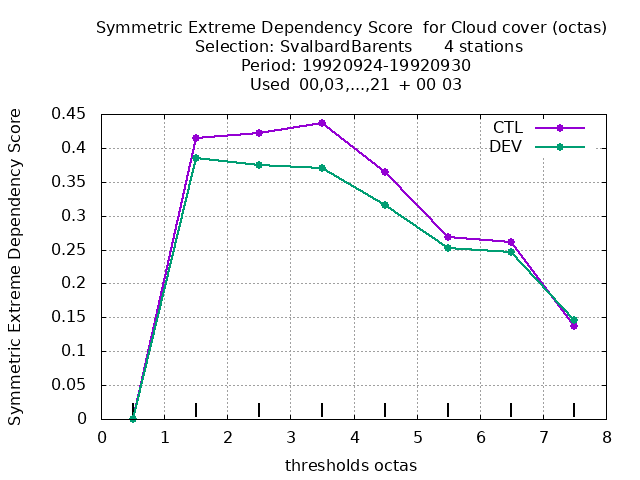 Symmetric Extreme Dependency Score  for Cloud cover (octas)
Selection: SvalbardBarents      4 stations
Period: 19920924-19920930
Used  00,03,...,21  + 00 03
Symmetric Extreme Dependency Score
0.45
0.4
0.35
0.3
0.25
0.2
0.15
0.1
0.05
0
CTL
DEV
0 1 2 3 4 5 6 7 8
thresholds octas